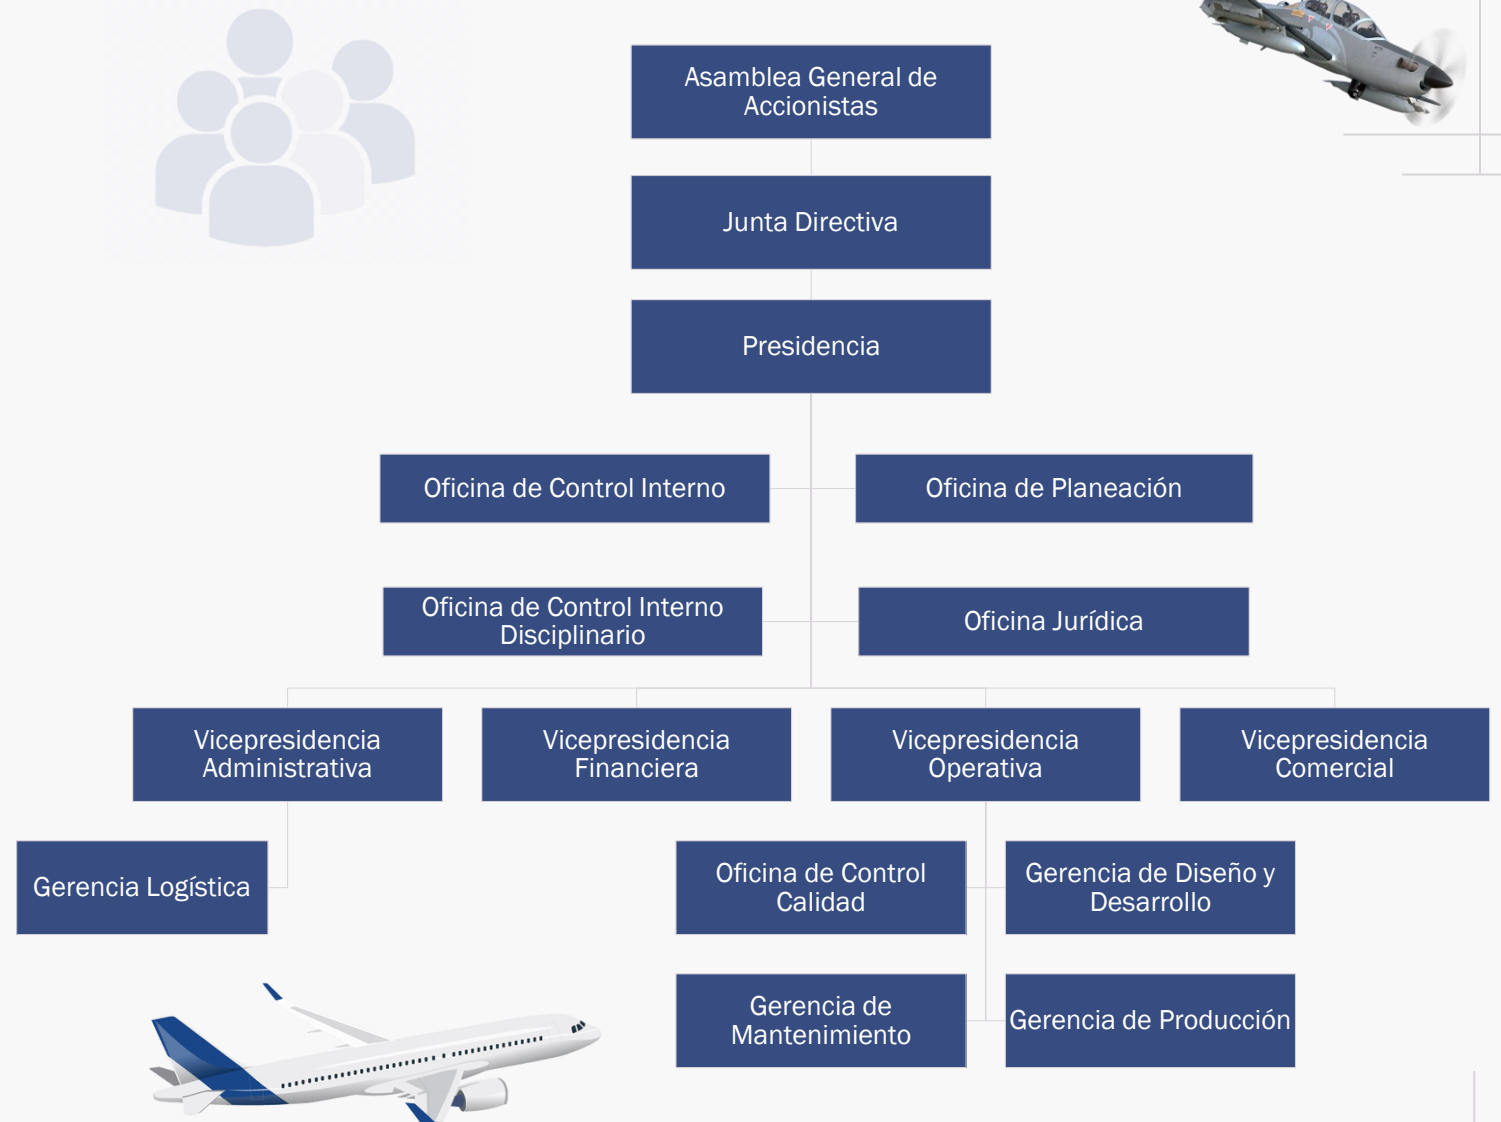 Asamblea General de
Accionistas
Junta Directiva
Presidencia
Oficina de Control Interno
Oficina de Planeación
Oficina de Control Interno
Disciplinario
Oficina Jurídica
Vicepresidencia
Administrativa
Vicepresidencia
Financiera
Vicepresidencia
Operativa
Vicepresidencia
Comercial
Gerencia Logística
Oficina de Control
Calidad
Gerencia de Diseño y
Desarrollo
Gerencia de
Mantenimiento
Gerencia de Producción